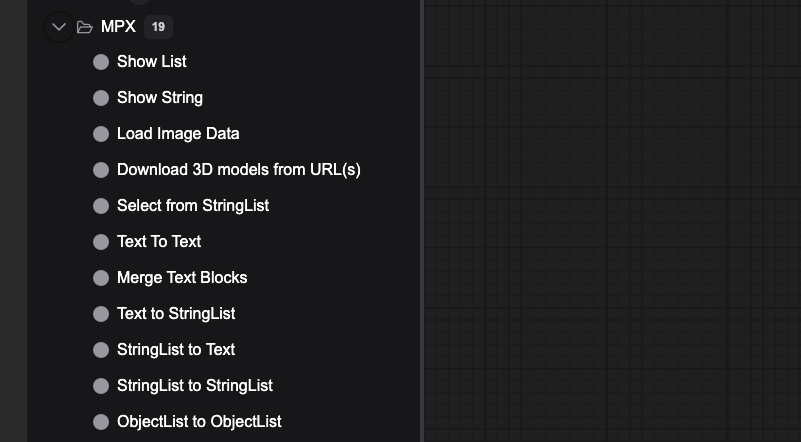 MPX 19
Show List
Show String
Load Image Data
Download 3D models from URL(s)
Select from StringList
Text To Text
Merge Text Blocks
Text to StringList
StringList to Text
StringList to StringList
ObjectList to ObjectList